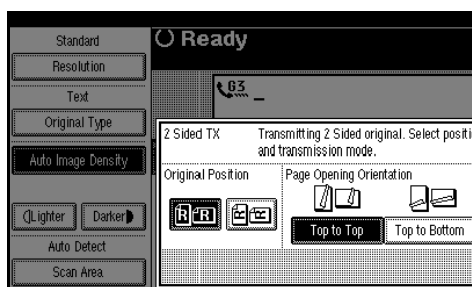 Standard
Ready
Resolution
Text
G3
Original Type
2 Sided TX
Transmitting 2 Sided original. Select positi
and transmission mode.
Auto Image Density
Original Position
Page Opening Orientation
R R
R R
Lighter
Darker
Top to Top
Top to Bottom
Auto Detect
Scan Area